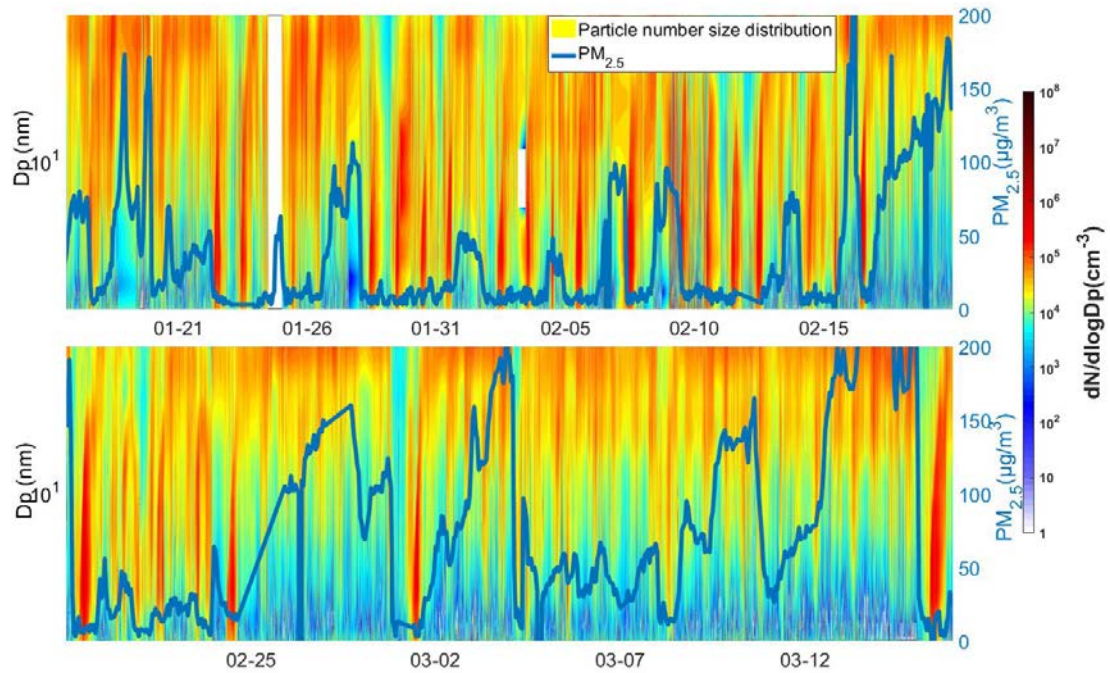 Particle number size distribution
PM2.5
200
150
100
50
0
Dp (nm)
10^1
PM2.5(μg/m^3)
01-21 01-26 01-31 02-05 02-10 02-15
200
150
100
50
0
Dp (nm)
10^1
PM2.5(μg/m^3)
02-25 03-02 03-07 03-12
10^8
10^7
10^6
10^5
10^4
10^3
10^2
10
1
dN/dlogDp(cm^-3)